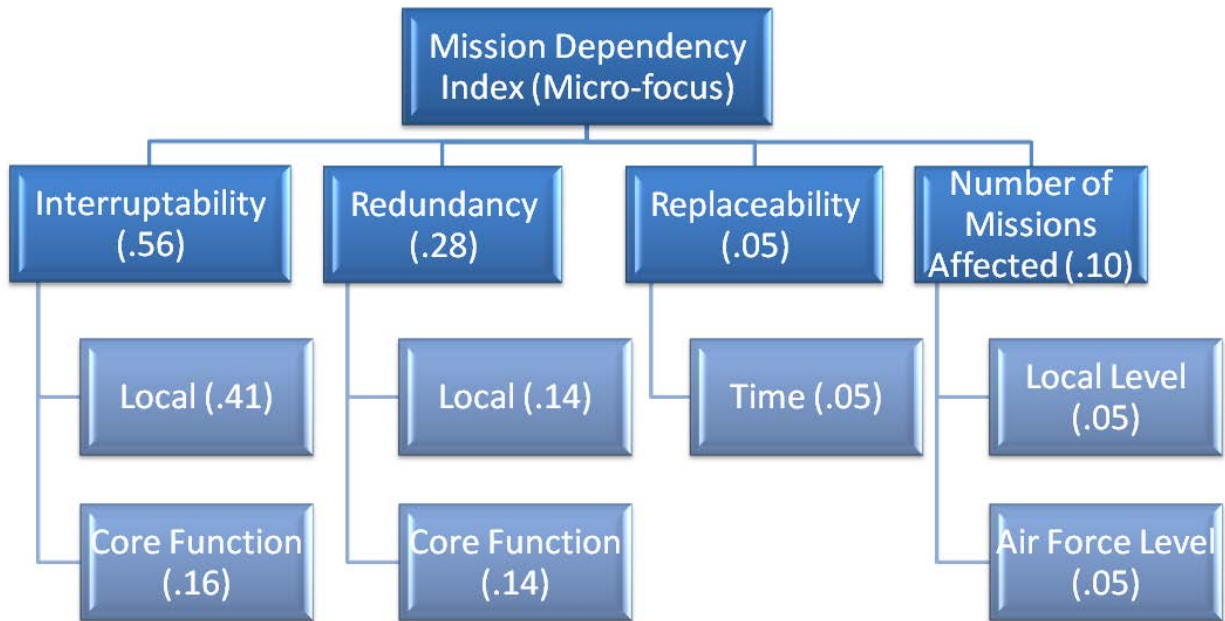 Mission Dependency
Index (Micro-focus)
Interruptability
(.56)
Redundancy
(.28)
Replaceability
(.05)
Number of
Missions
Affected (.10)
Local (.41)
Local (.14)
Time (.05)
Local Level
(.05)
Core Function
(.16)
Core Function
(.14)
Air Force Level
(.05)